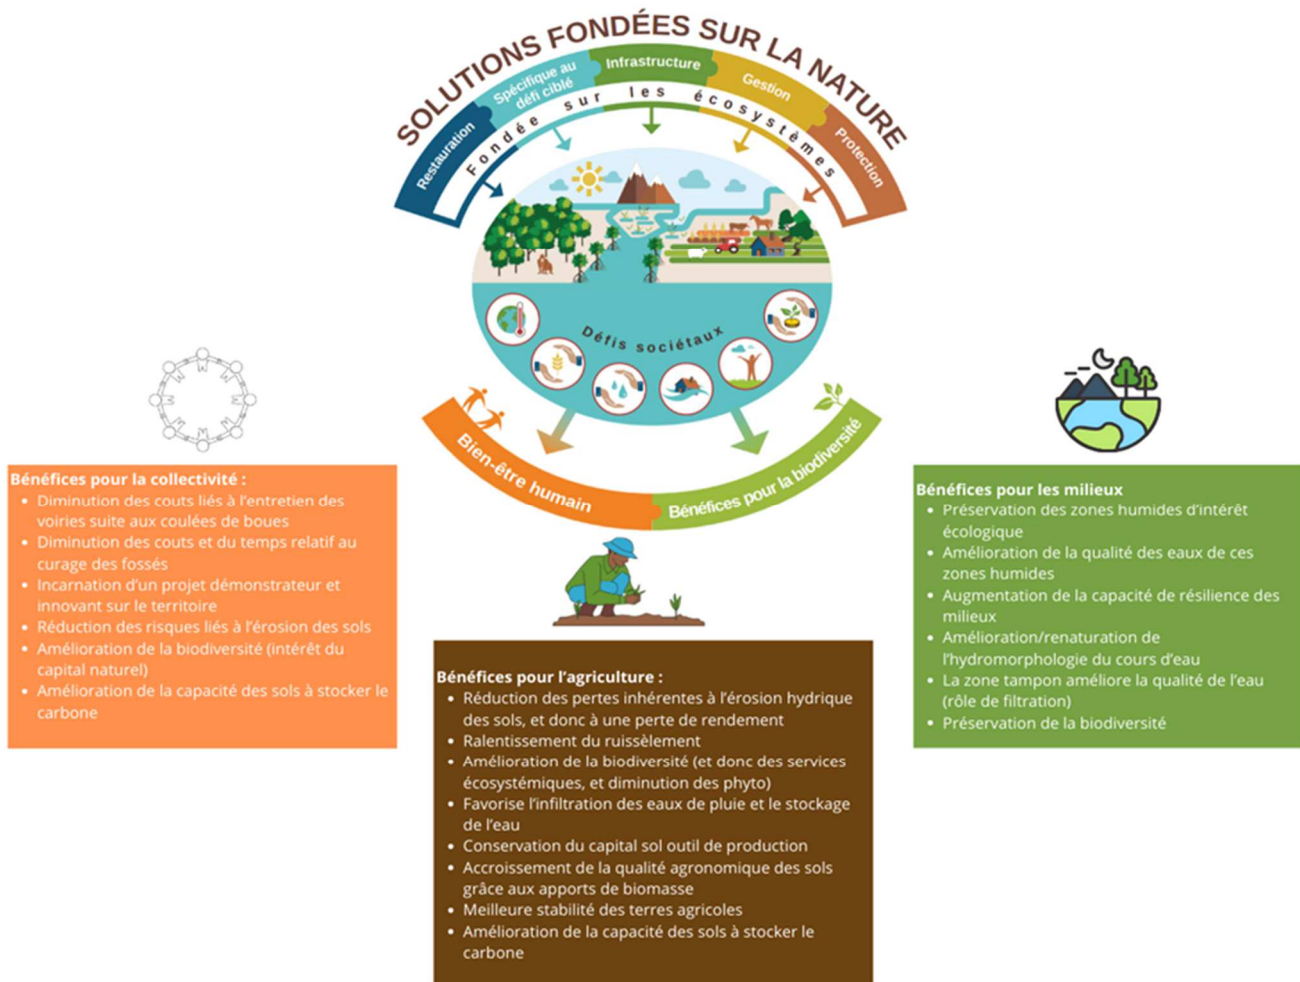 SOLUTIONS FONDÉES SUR LA NATURE
Restauration
Spécifique au
défi ciblé
Infrastructure
Gestion
Protection
Fondée sur les écosystèmes
Défis sociétaux
Bien-être humain
Bénéfices pour la biodiversité
Bénéfices pour la collectivité :
• Diminution des couts liés à l'entretien des
voiries suite aux coulées de boues
• Diminution des couts et du temps relatif au
curage des fossés
• Incarnation d'un projet démonstrateur et
innovant sur le territoire
• Réduction des risques liés à l'érosion des sols
• Amélioration de la biodiversité (intérêt du
capital naturel)
• Amélioration de la capacité des sols à stocker le
carbone
Bénéfices pour l'agriculture :
• Réduction des pertes inhérentes à l'érosion hydrique
des sols, et donc à une perte de rendement
• Ralentissement du ruissèlement
• Amélioration de la biodiversité (et donc des services
écosystémiques, et diminution des phyto)
• Favorise l'infiltration des eaux de pluie et le stockage
de l'eau
• Conservation du capital sol outil de production
• Accroissement de la qualité agronomique des sols
grâce aux apports de biomasse
• Meilleure stabilité des terres agricoles
• Amélioration de la capacité des sols à stocker le
carbone
Bénéfices pour les milieux
• Préservation des zones humides d'intérêt
écologique
• Amélioration de la qualité des eaux de ces
zones humides
• Augmentation de la capacité de résilience des
milieux
• Amélioration/renaturation de
l'hydromorphologie du cours d'eau
• La zone tampon améliore la qualité de l'eau
(rôle de filtration)
• Préservation de la biodiversité